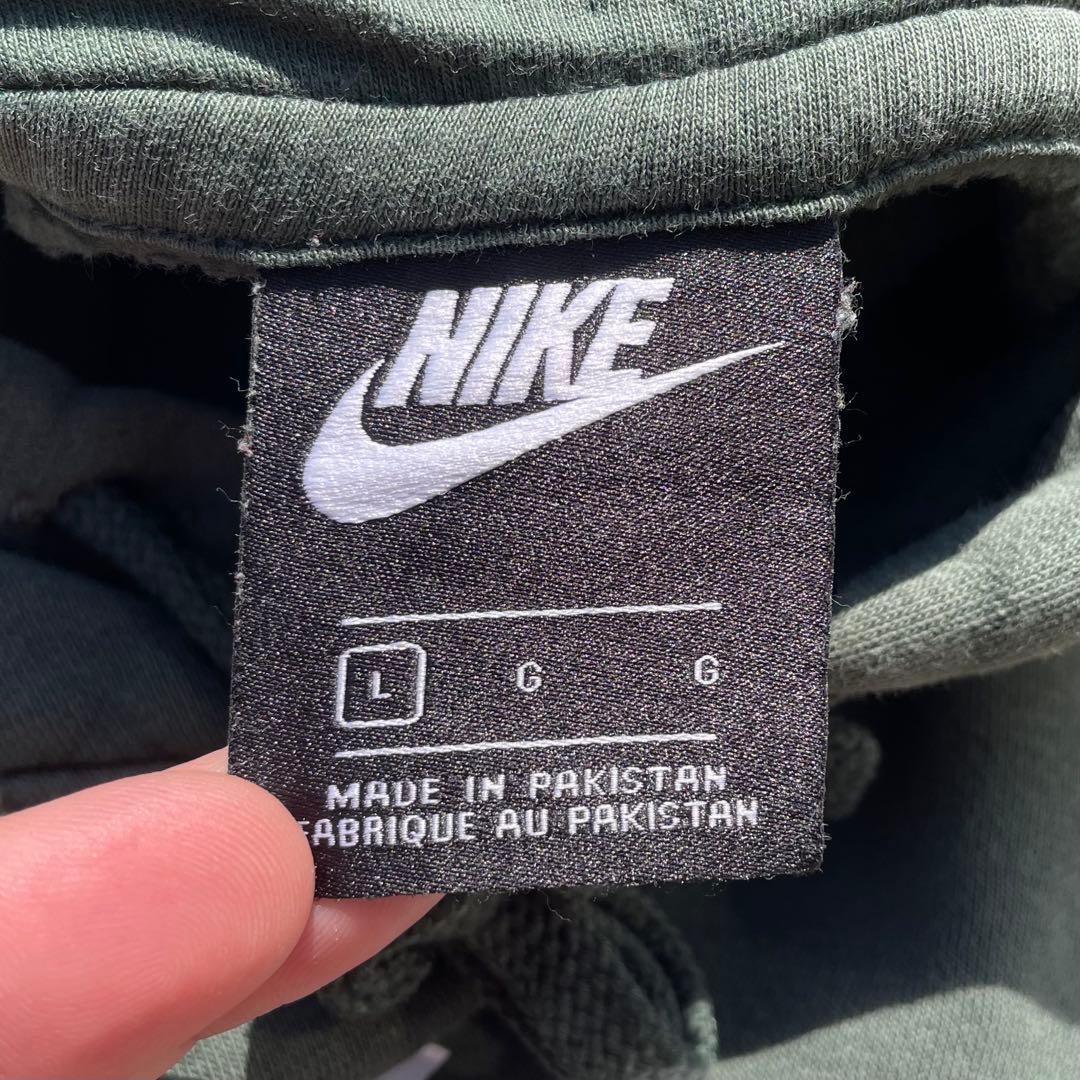 NIKE
L G G
MADE IN PAKISTAN
FABRIQUE AU PAKISTAN